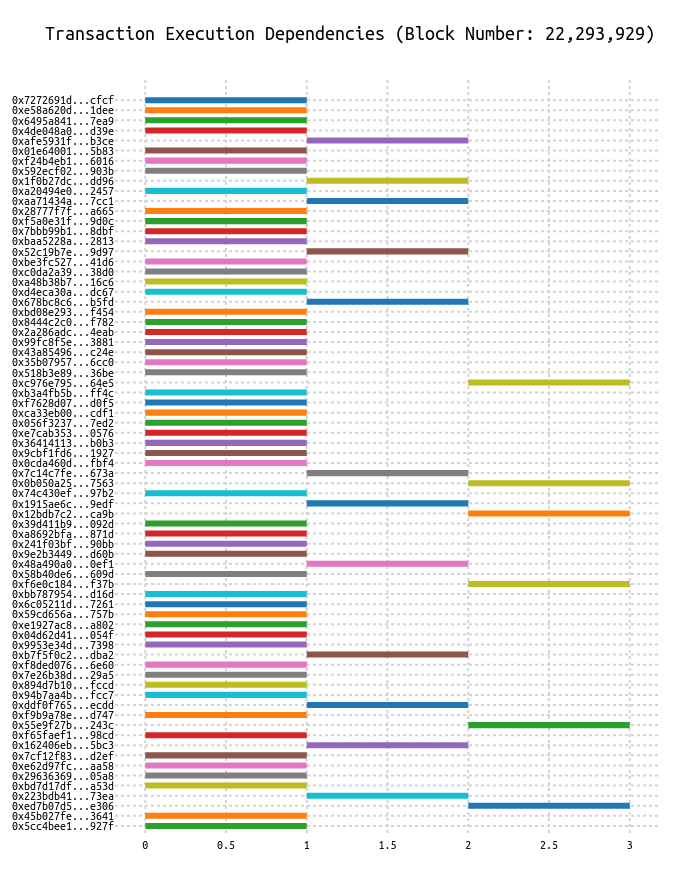 Transaction Execution Dependencies (Block Number: 22,293,929)
0x7272691d...cfcf
0xe58a620d...1dee
0x6495a841...7ea9
0x4de048a0...d39e
0xafe5931f...b3ce
0x01e64001...5b83
0xf24b4eb1...6016
0x592ecf02...903b
0x1f0b27dc...dd96
0xa20494e0...2457
0xaa71434a...7cc1
0x28777f7f...a665
0xf5a0e31f...9d0c
0x7bbb99b1...8dbf
0xbaa5228a...2813
0x52c19b7e...9d97
0xbe3fc527...41d6
0xc0da2a39...38d0
0xa48b38b7...16c6
0xd4eca30a...dc67
0x678bc8c6...b5fd
0xbd08e293...f454
0x8444c2c0...f782
0x2a286adc...4eab
0x99fc8f5e...3881
0x43a85496...c24e
0x35b07957...6cc0
0x518b3e89...36be
0xc976e795...64e5
0xb3a4fb5b...ff4c
0xf7628d07...d0f5
0xca33eb00...cdf1
0x056f3237...7ed2
0xe7cab353...0576
0x36414113...b0b3
0x9cbf1fd6...1927
0x0cda460d...fbf4
0x7c14c7fe...673a
0x0b050a25...7563
0x74c430ef...97b2
0x1915ae6c...9edf
0x12bdb7c2...ca9b
0x39d411b9...092d
0xa8692bfa...871d
0x241f03bf...90bb
0x9e2b3449...d60b
0x48a490a0...0ef1
0x58b40de6...609d
0xf6e0c184...f37b
0xbb787954...d16d
0x6c05211d...7261
0x59cd656a...757b
0xe1927ac8...a802
0x04d62d41...054f
0x9953e34d...7398
0xb7f5f0c2...dba2
0xf8ded076...6e60
0x7e26b38d...29a5
0x894d7b10...fccd
0x94b7aa4b...fcc7
0xddf0f765...ecdd
0xf9b9a78e...d747
0x55e9f27b...243c
0xf65faef1...98cd
0x162406eb...5bc3
0x7cf12f83...d2ef
0xe62d97fc...aa58
0x29636369...05a8
0xbd7d17df...a53d
0x223bdb41...73ea
0xed7b07d5...e306
0x45b027fe...3641
0x5cc4bee1...927f
0 0.5 1 1.5 2 2.5 3